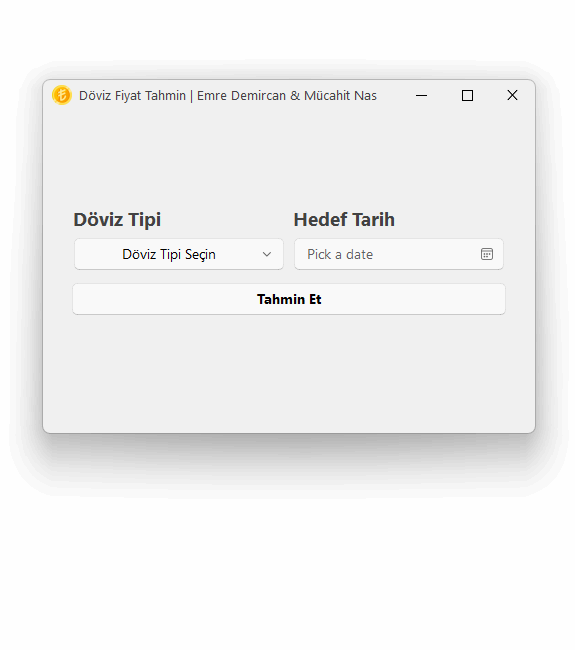 Döviz Fiyat Tahmin | Emre Demircan & Mücahit Nas
Döviz Tipi
Hedef Tarih
Döviz Tipi Seçin
Pick a date
Tahmin Et